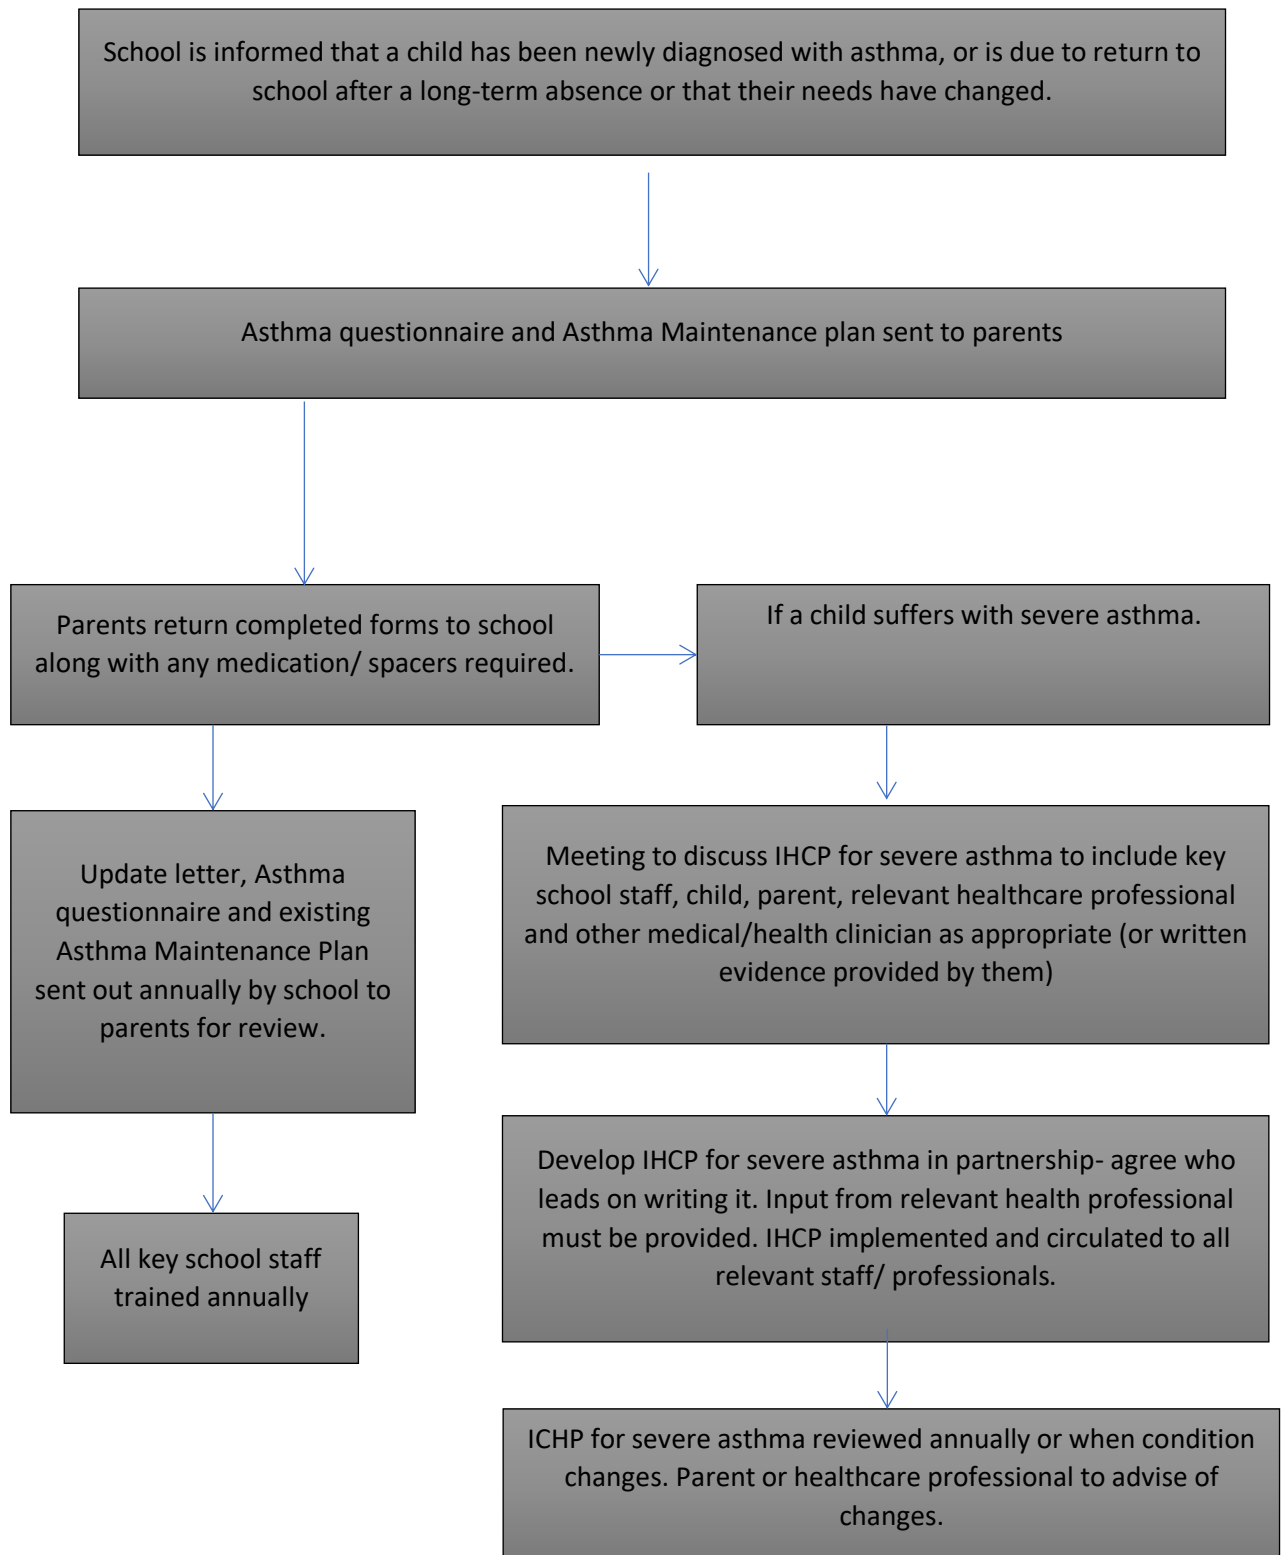 School is informed that a child has been newly diagnosed with asthma, or is due to return to
school after a long-term absence or that their needs have changed.
Asthma questionnaire and Asthma Maintenance plan sent to parents
Parents return completed forms to school
along with any medication/ spacers required.
If a child suffers with severe asthma.
Update letter, Asthma
questionnaire and existing
Asthma Maintenance Plan
sent out annually by school to
parents for review.
Meeting to discuss IHCP for severe asthma to include key
school staff, child, parent, relevant healthcare professional
and other medical/health clinician as appropriate (or written
evidence provided by them)
Develop IHCP for severe asthma in partnership- agree who
leads on writing it. Input from relevant health professional
must be provided. IHCP implemented and circulated to all
relevant staff/ professionals.
All key school staff
trained annually
ICHP for severe asthma reviewed annually or when condition
changes. Parent or healthcare professional to advise of
changes.